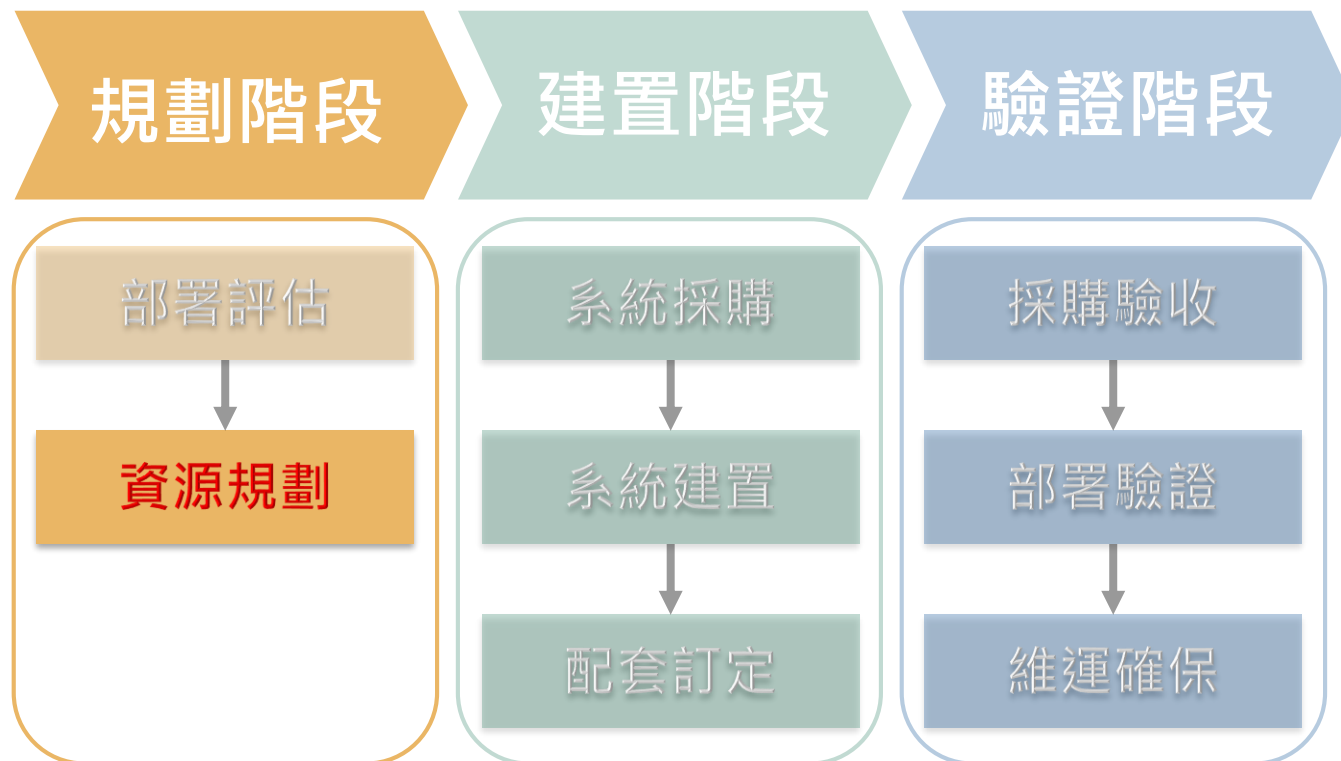 規劃階段
建置階段
驗證階段
部署評估
資源規劃
系統採購
系統建置
配套訂定
採購驗收
部署驗證
維運確保